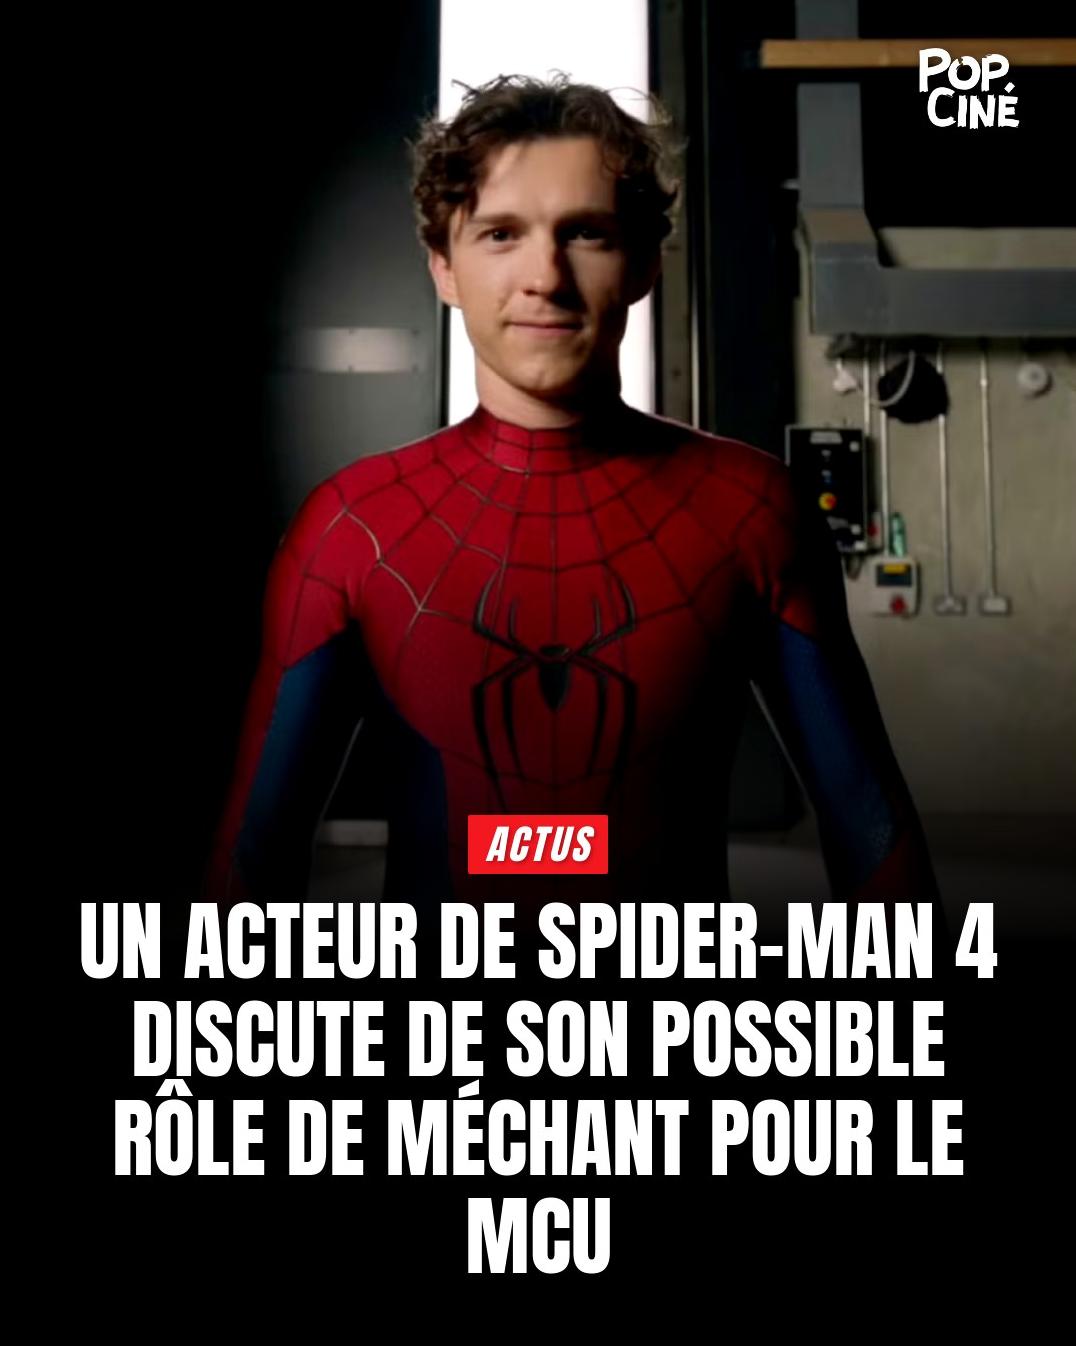 POP.
CINÉ
ACTUS
UN ACTEUR DE SPIDER-MAN 4
DISCUTE DE SON POSSIBLE
RÔLE DE MÉCHANT POUR LE
MCU